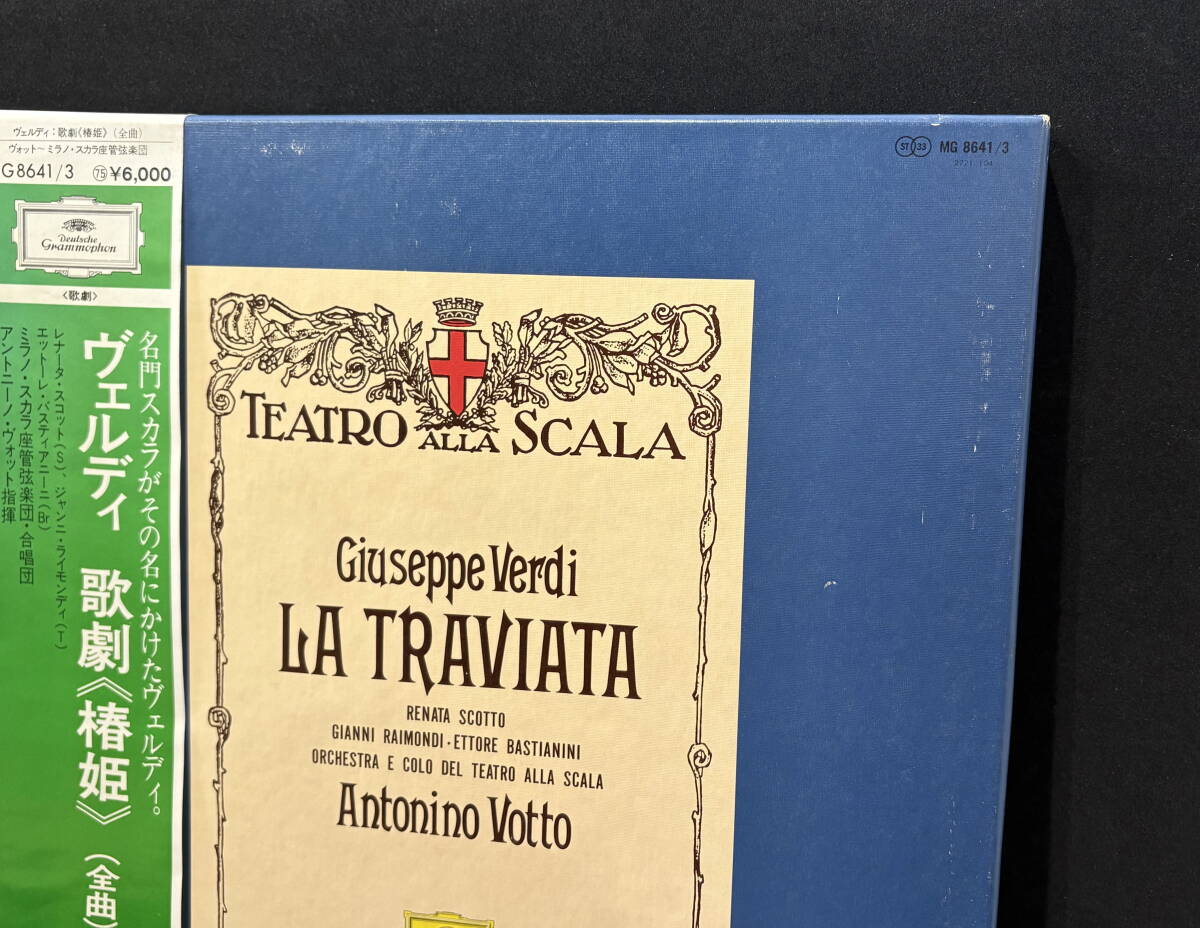 ヴェルディ:歌劇《椿姫》(全曲)
ヴォット〜ミラノ・スカラ座管弦楽団
G8641/3 75 ¥6,000
Deutsche
Grammophon
〈歌劇〉
名門スカラがその名にかけたヴェルディ。
ヴェルディ 歌劇《椿姫》(全曲)
レナータ・スコット(S)、ジャンニ・ライモンディ(T)
エットーレ・バスティアニーニ(Br)
ミラノ・スカラ座管弦楽団・合唱団
アントニーノ・ヴォット指揮
ST 33 MG 8641/3
2721 194
TEATRO ALLA SCALA
Giuseppe Verdi
LA TRAVIATA
RENATA SCOTTO
GIANNI RAIMONDI·ETTORE BASTIANINI
ORCHESTRA E COLO DEL TEATRO ALLA SCALA
Antonino Votto